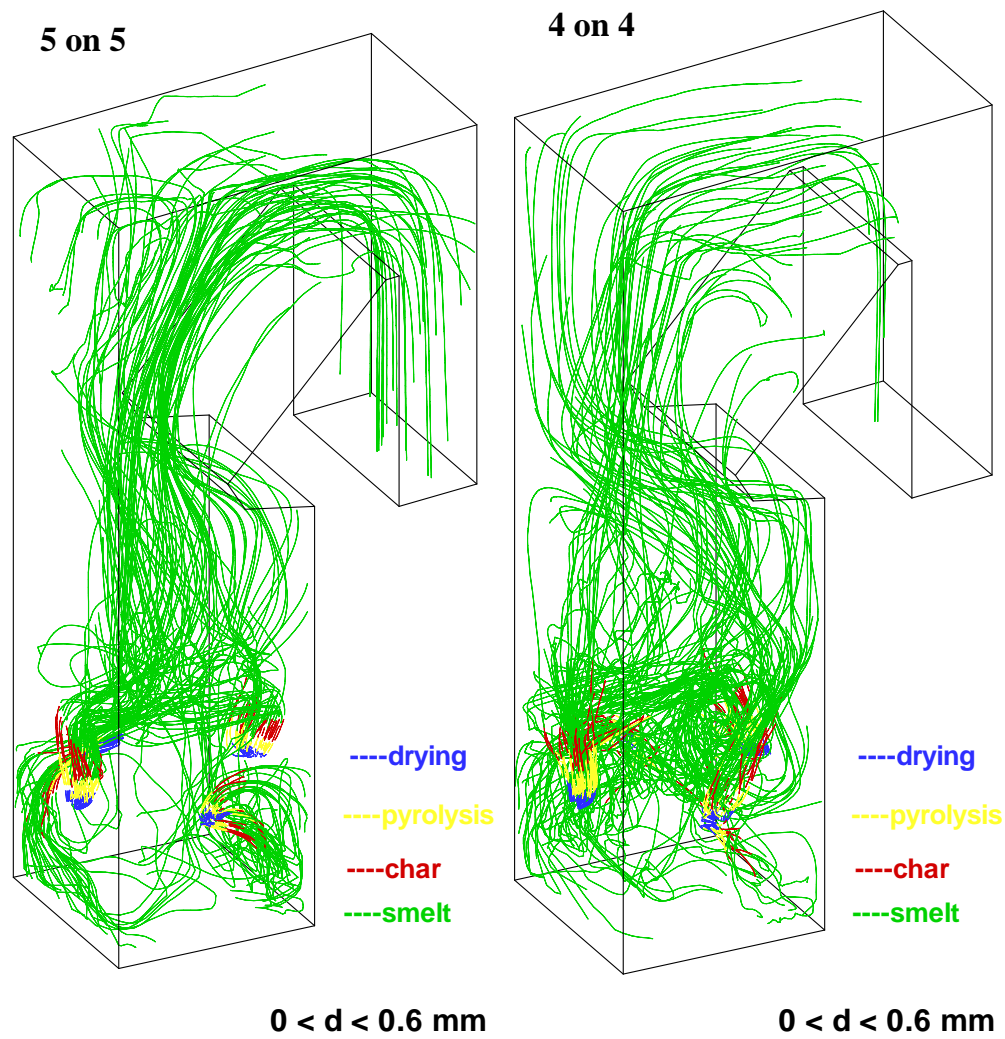 5 on 5
----drying
----pyrolysis
----char
----smelt
0 < d < 0.6 mm
4 on 4
----drying
----pyrolysis
----char
----smelt
0 < d < 0.6 mm